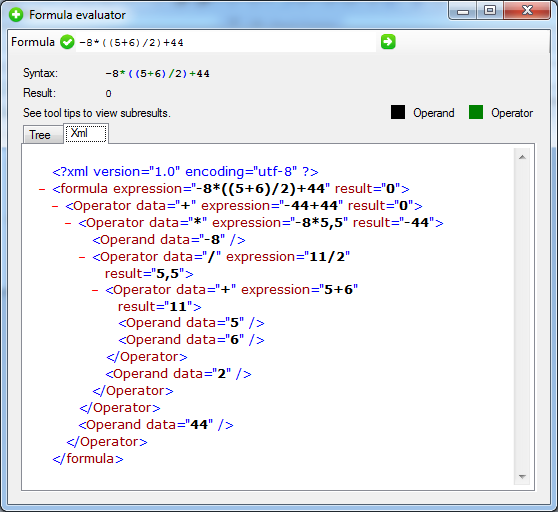 Formula evaluator
Formula -8*((5+6)/2)+44
Syntax: -8*((5+6)/2)+44
Result: 0
See tool tips to view subresults. Operand Operator
Tree Xml
<?xml version="1.0" encoding="utf-8" ?>
- <formula expression="-8*((5+6)/2)+44" result="0">
- <Operator data="+" expression="-44+44" result="0">
- <Operator data="*" expression="-8*5,5" result="-44">
<Operand data="-8" />
- <Operator data="/" expression="11/2"
result="5,5">
- <Operator data="+" expression="5+6"
result="11">
<Operand data="5" />
<Operand data="6" />
</Operator>
<Operand data="2" />
</Operator>
</Operator>
<Operand data="44" />
</Operator>
</formula>